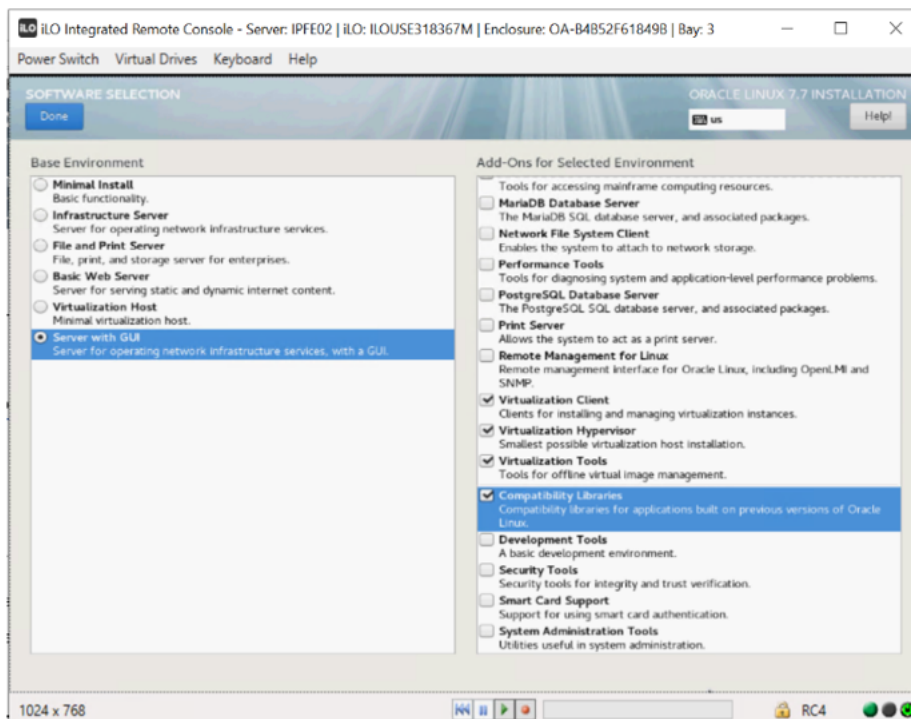 iLO iLO Integrated Remote Console - Server: IPFE02 | iLO: ILOUSE318367M | Enclosure: OA-B4B52F61849B | Bay: 3
Power Switch Virtual Drives Keyboard Help
SOFTWARE SELECTION
ORACLE LINUX 7.7 INSTALLATION
Done
us
Help!
Base Environment
Minimal Install
Basic functionality.
Infrastructure Server
Server for operating network infrastructure services.
File and Print Server
File, print, and storage server for enterprises.
Basic Web Server
Server for serving static and dynamic internet content.
Virtualization Host
Minimal virtualization host.
Server with GUI
Server for operating network infrastructure services, with a GUI.
Add-Ons for Selected Environment
Tools for accessing mainframe computing resources.
MariaDB Database Server
The MariaDB SQL database server, and associated packages.
Network File System Client
Enables the system to attach to network storage.
Performance Tools
Tools for diagnosing system and application-level performance problems.
PostgreSQL Database Server
The PostgreSQL SQL database server, and associated packages.
Print Server
Allows the system to act as a print server.
Remote Management for Linux
Remote management interface for Oracle Linux, including OpenLMI and
SNMP.
Virtualization Client
Clients for installing and managing virtualization instances.
Virtualization Hypervisor
Smallest possible virtualization host installation.
Virtualization Tools
Tools for offline virtual image management.
Compatibility Libraries
Compatibility libraries for applications built on previous versions of Oracle
Linux.
Development Tools
A basic development environment.
Security Tools
Security tools for integrity and trust verification.
Smart Card Support
Support for using smart card authentication.
System Administration Tools
Utilities useful in system administration.
1024 x 768
RC4